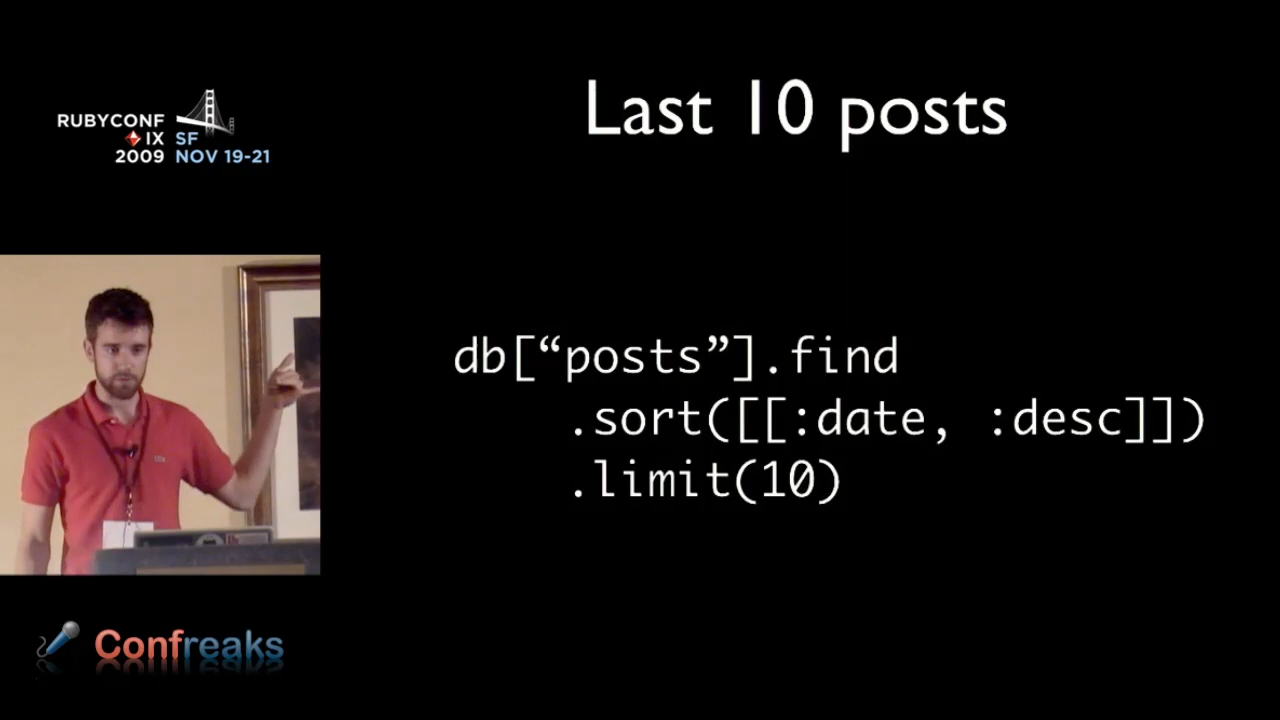 RUBYCONF
IX SF
2009 NOV 19-21
Last 10 posts
db[“posts”].find
.sort([[:date, :desc]])
.limit(10)
Confreaks